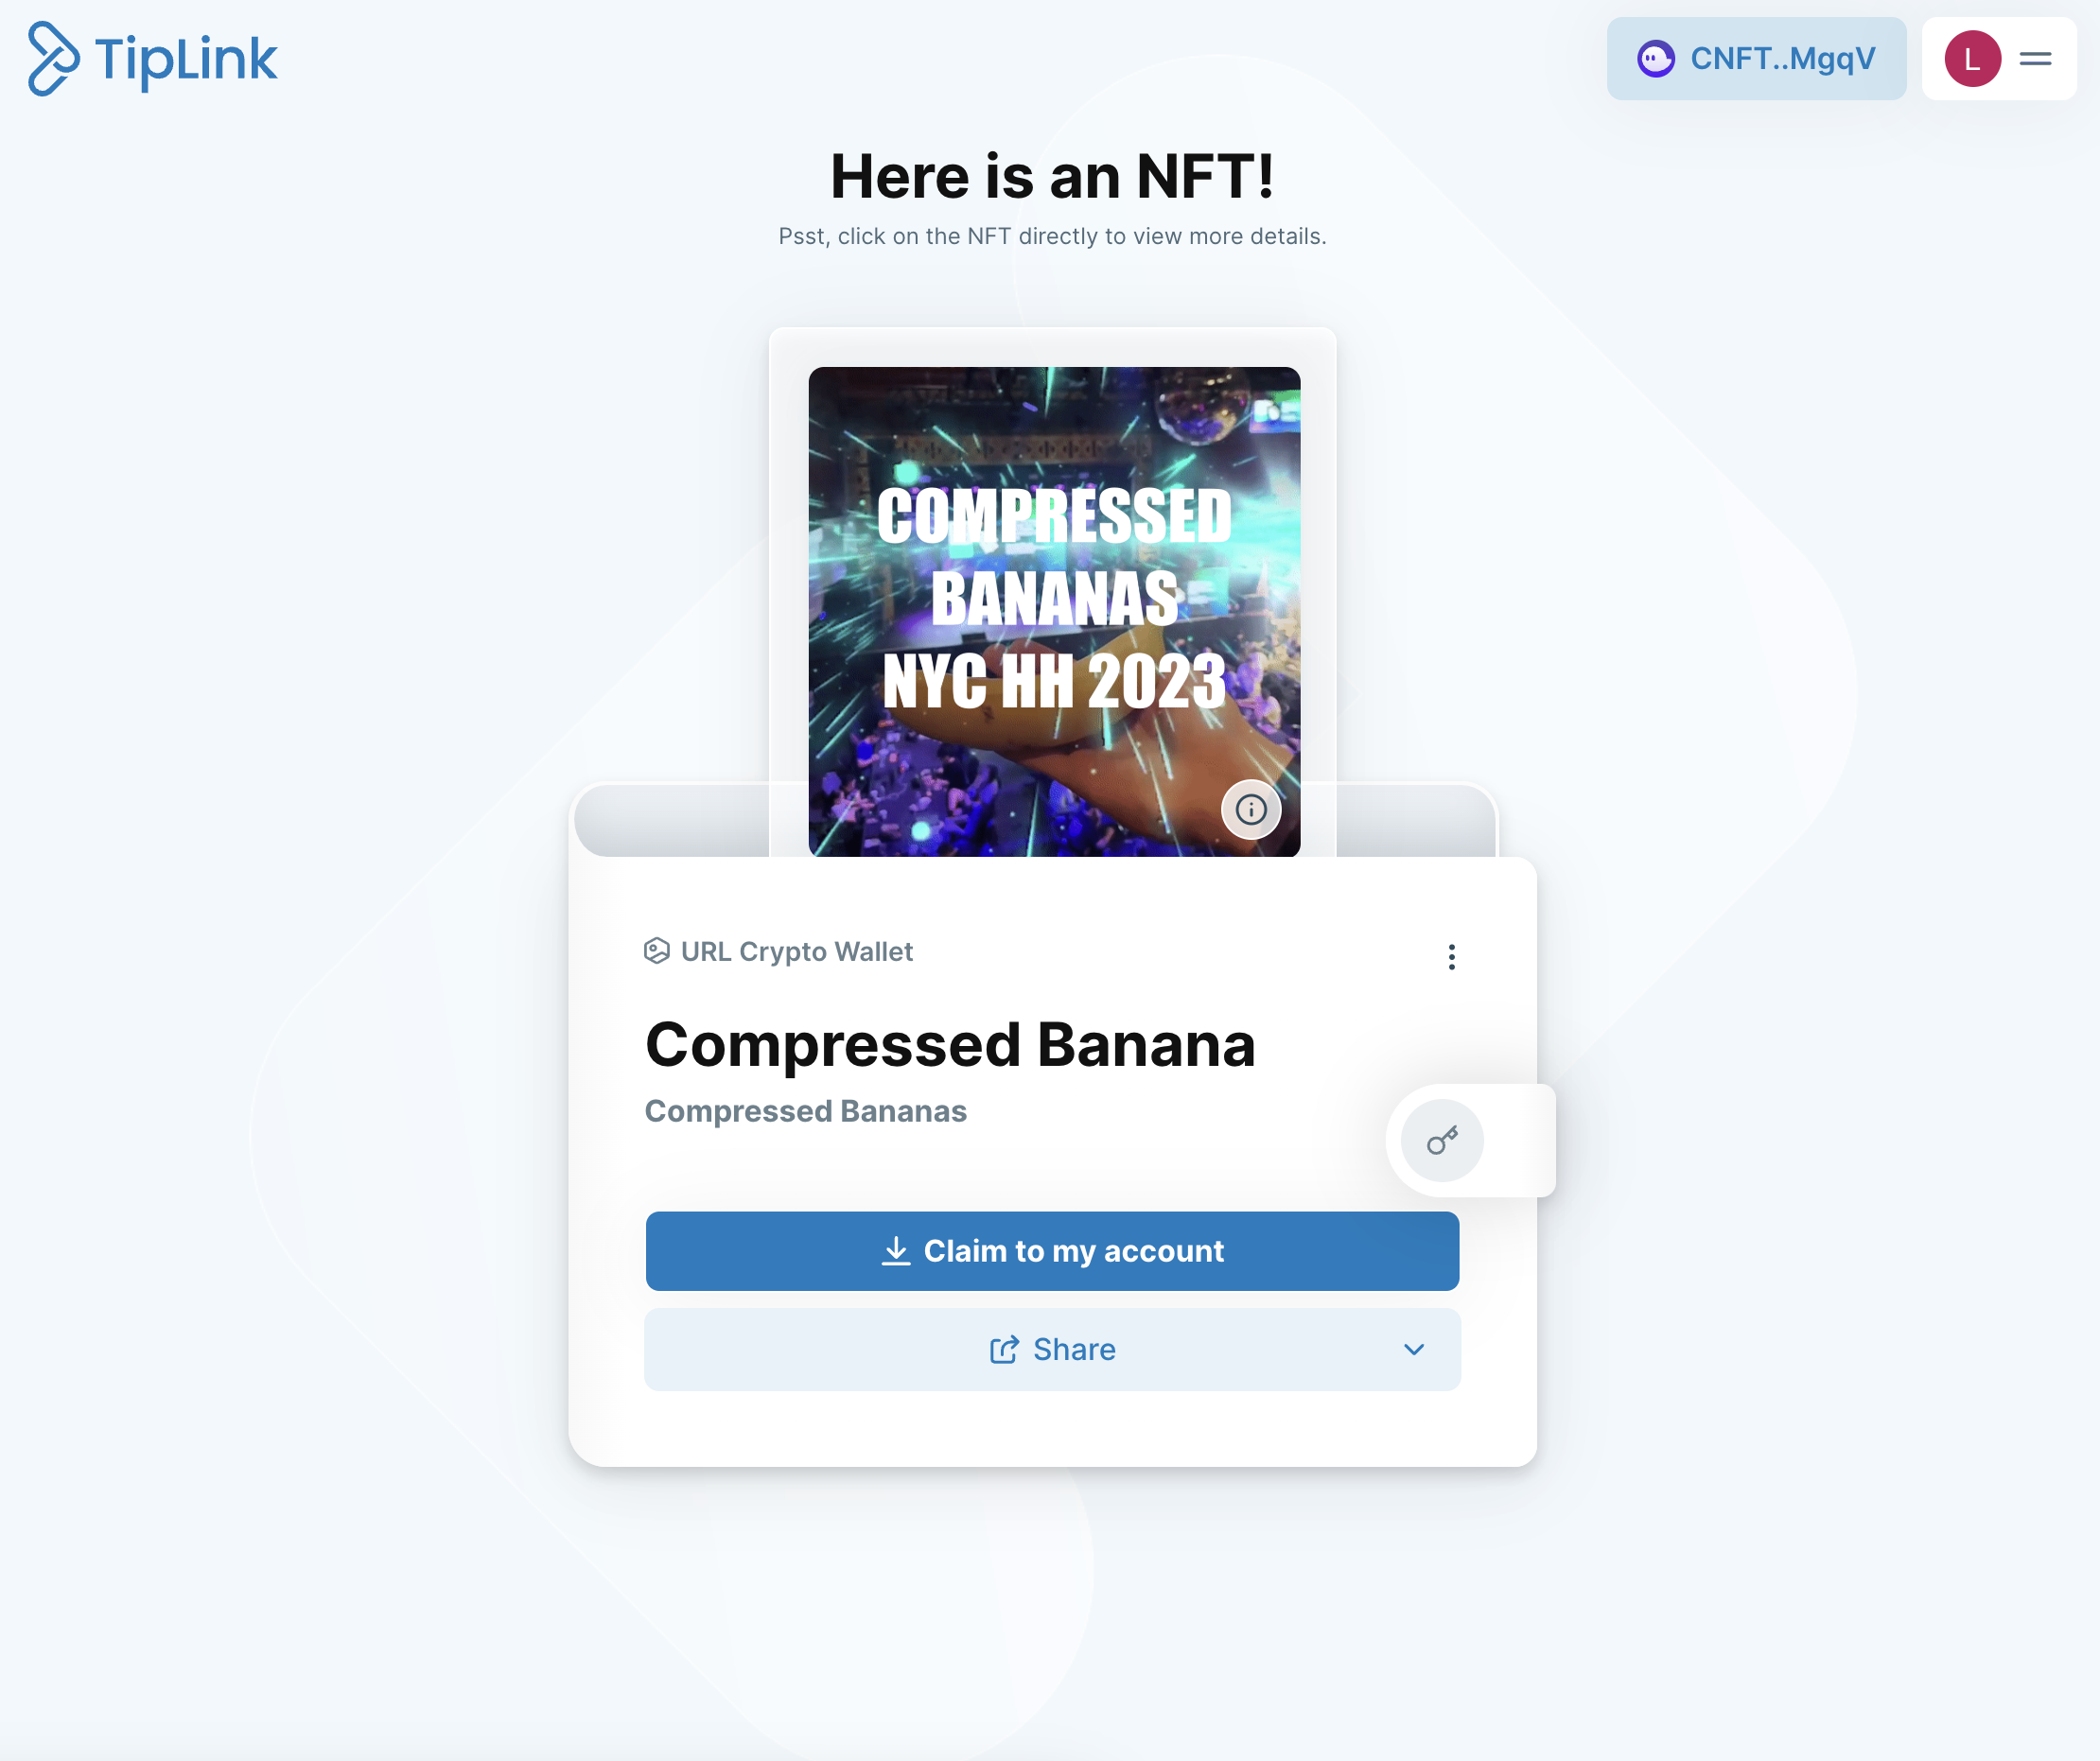 TipLink
CNFT..MgqV
L
Here is an NFT!
Psst, click on the NFT directly to view more details.
COMPRESSED
BANANAS
NYC HH 2023
URL Crypto Wallet
Compressed Banana
Compressed Bananas
Claim to my account
Share